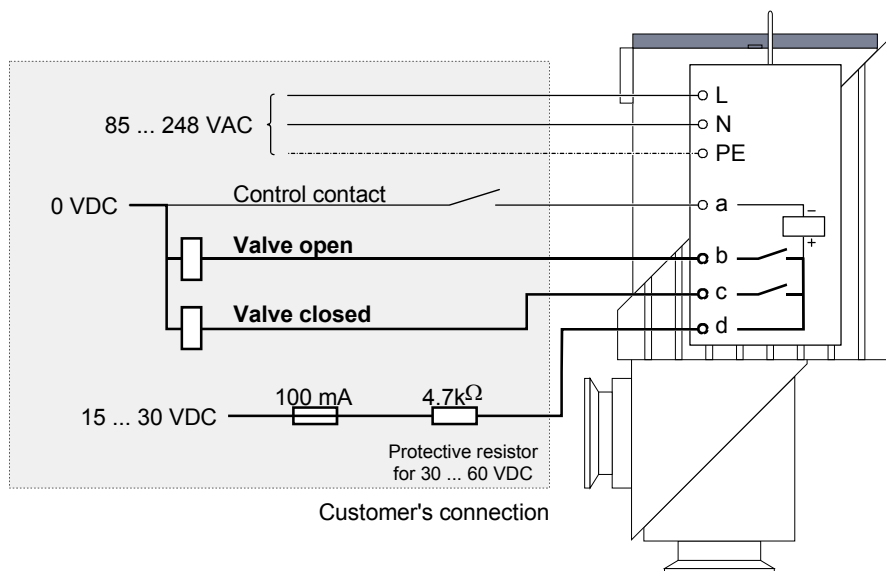 L
85 ... 248 VAC
N
PE
Control contact
0 VDC
a
–
+
Valve open
b
c
Valve closed
d
100 mA
4.7kΩ
15 ... 30 VDC
Protective resistor
for 30 ... 60 VDC
Customer's connection